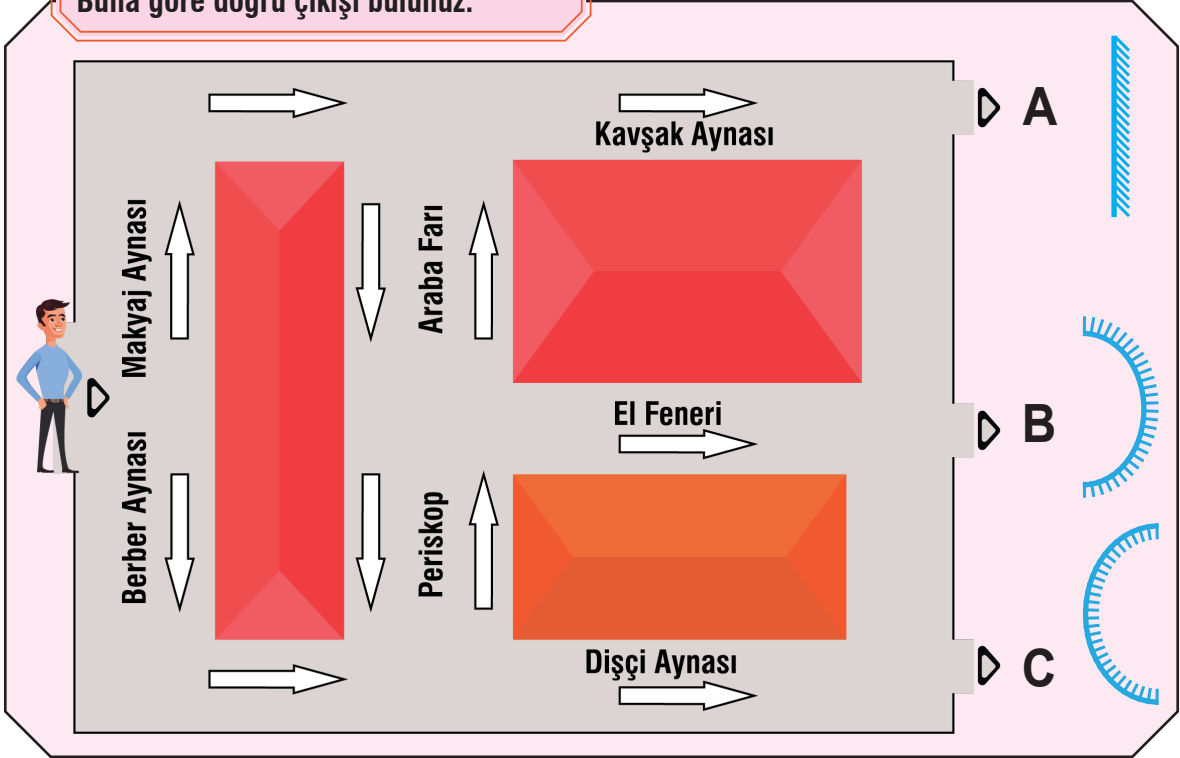 Buna göre doğru çıkışı bulunuz.
A
Kavşak Aynası
Makyaj Aynası
Araba Farı
El Feneri
B
Berber Aynası
Periskop
Dişçi Aynası
C